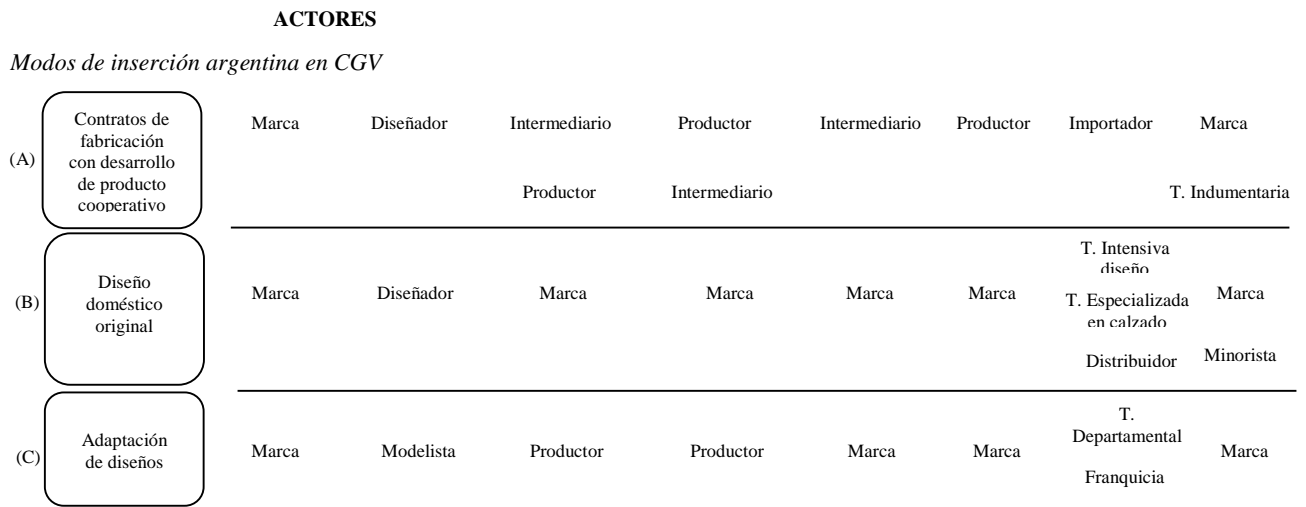 ACTORES
Modos de inserción argentina en CGV
(A)
Contratos de
fabricación
con desarrollo
de producto
cooperativo
Marca Diseñador Intermediario Productor Intermediario Productor Importador Marca
Productor Intermediario T. Indumentaria
(B)
Diseño
doméstico
original
T. Intensiva
diseño
Marca Diseñador Marca Marca Marca Marca T. Especializada Marca
en calzado
Distribuidor Minorista
(C)
Adaptación
de diseños
T.
Departamental
Marca Modelista Productor Productor Marca Marca Marca
Franquicia